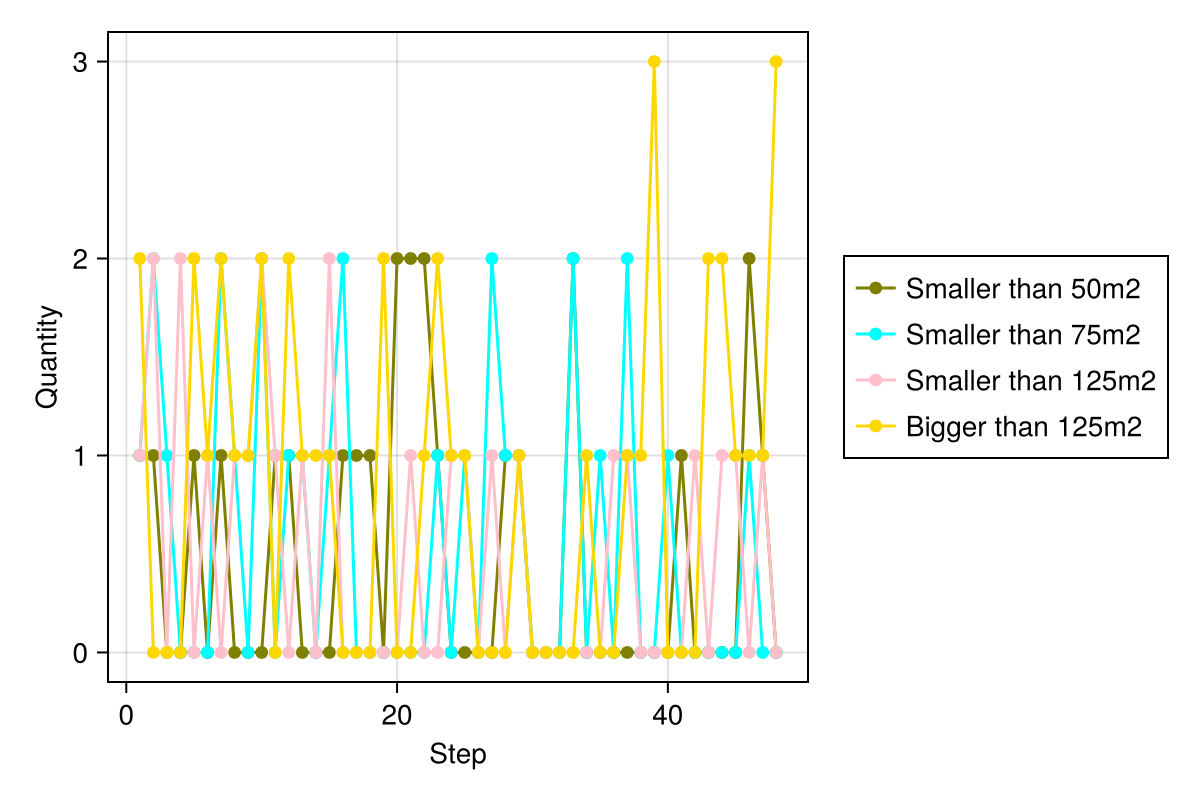 3
2
1
0
Quantity
0
20
40
Step
Smaller than 50m2
Smaller than 75m2
Smaller than 125m2
Bigger than 125m2